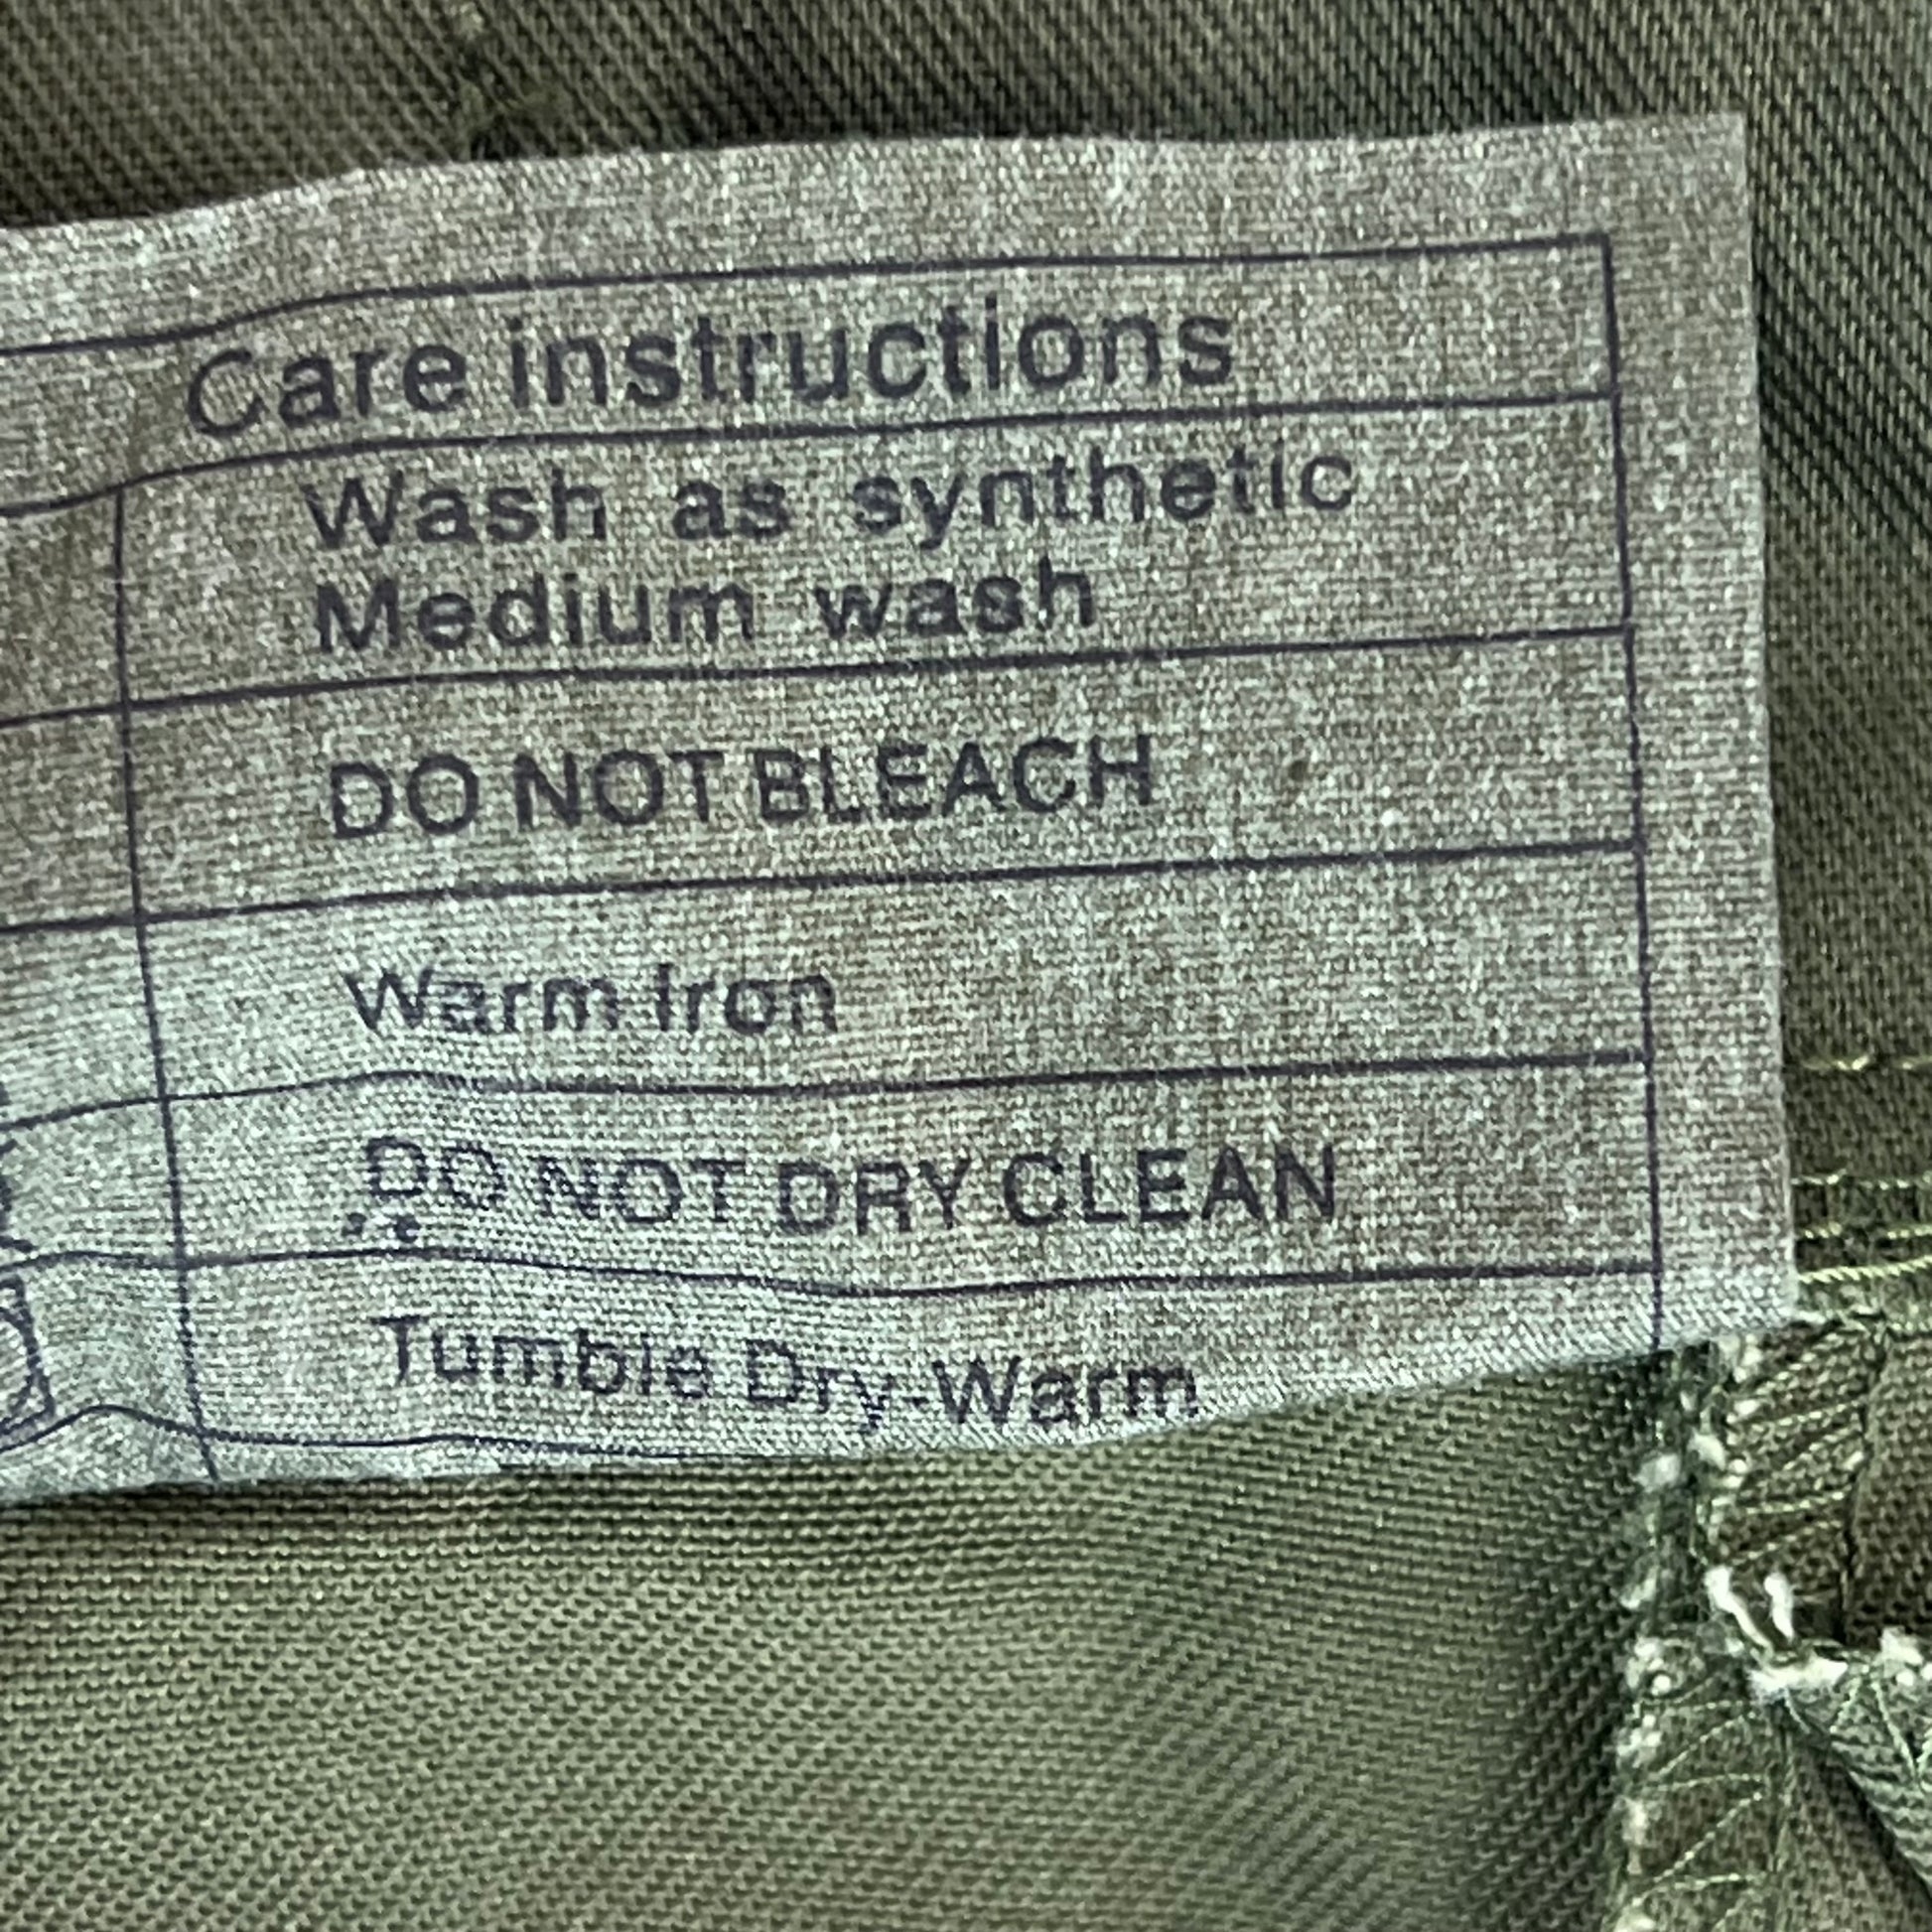 Care instructions
Wash as synthetic
Medium wash
DO NOT BLEACH
Warm Iron
DO NOT DRY CLEAN
Tumble Dry-Warm